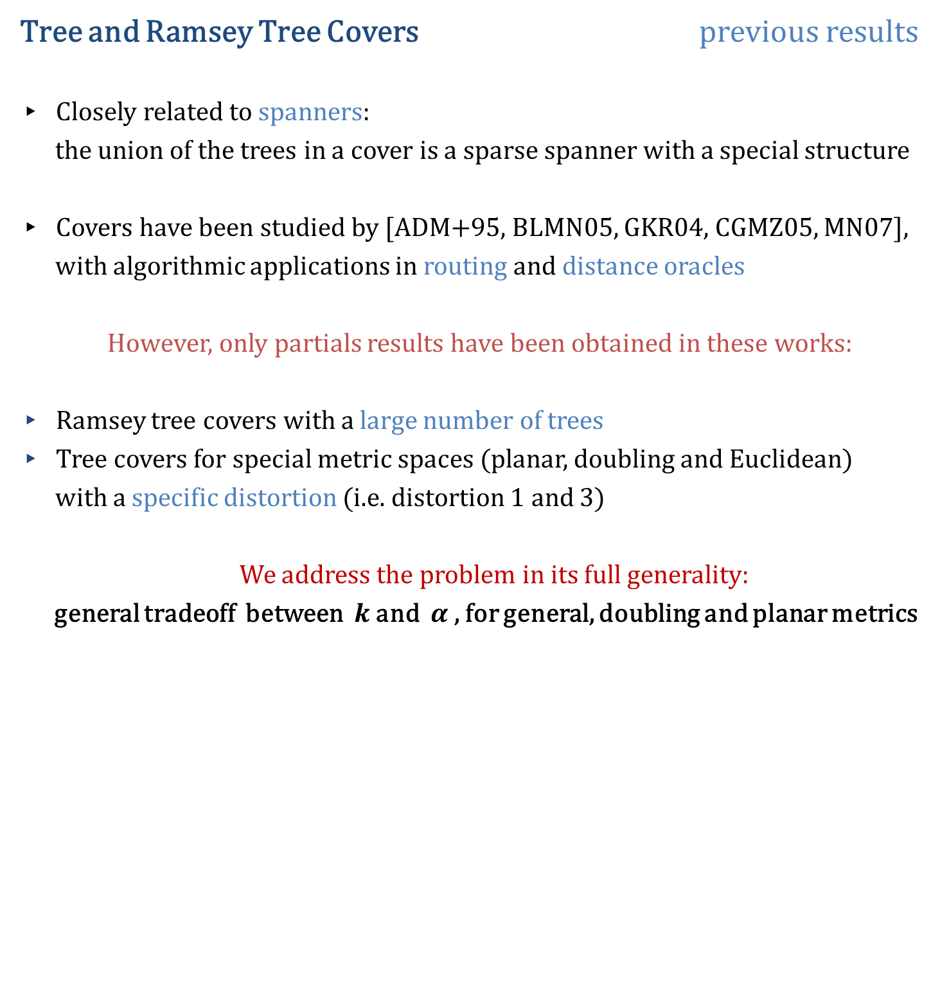 Tree and Ramsey Tree Covers previous results
‣ Closely related to spanners:
the union of the trees in a cover is a sparse spanner with a special structure
‣ Covers have been studied by [ADM+95, BLMN05, GKR04, CGMZ05, MN07],
with algorithmic applications in routing and distance oracles
However, only partials results have been obtained in these works:
‣ Ramsey tree covers with a large number of trees
‣ Tree covers for special metric spaces (planar, doubling and Euclidean)
with a specific distortion (i.e. distortion 1 and 3)
We address the problem in its full generality:
general tradeoff between k and α , for general, doubling and planar metrics